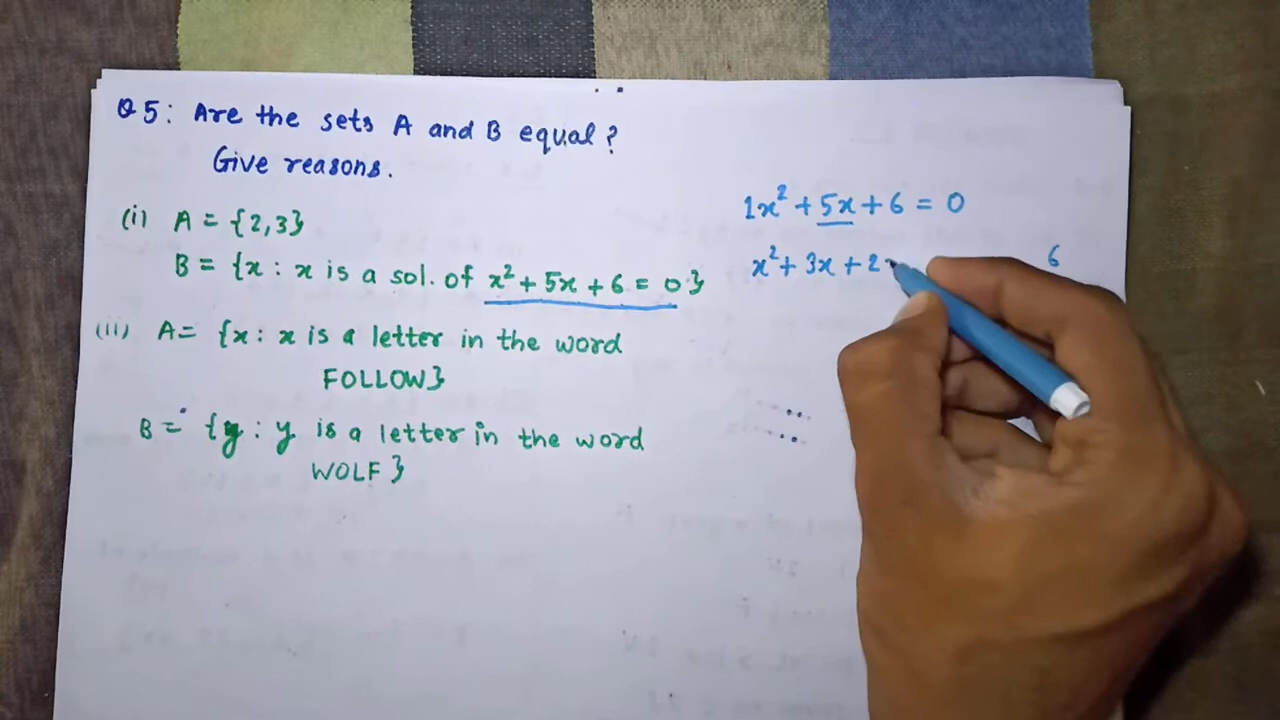 Q5: Are the sets A and B equal?
Give reasons.
(i) A = {2,3}
B = {x : x is a sol. of x² + 5x + 6 = 0}
(ii) A= {x : x is a letter in the word
FOLLOW}
B = {y : y is a letter in the word
WOLF}
1x² + 5x + 6 = 0
x² + 3x + 2
6